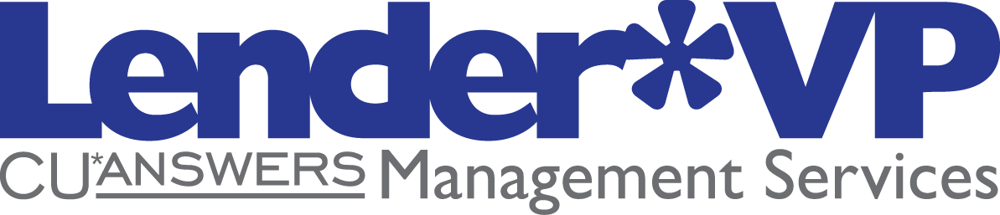 Lender*VP
CU*ANSWERS Management Services